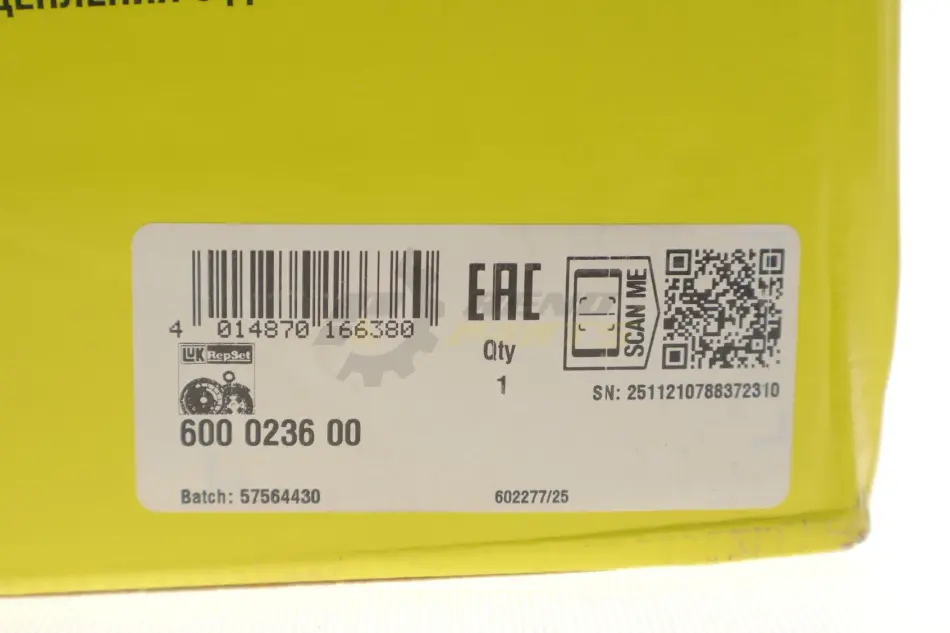 4 014870 166380
EAC
SCAN ME
LUK RepSet
Qty
1
SN: 2511210788372310
600 0236 00
Batch: 57564430
602277/25